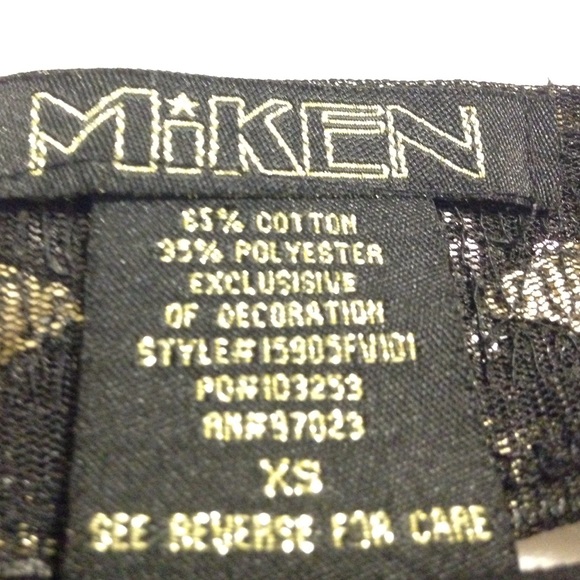 MiKEN
65% COTTON
35% POLYESTER
EXCLUSISIVE
OF DECORATION
STYLE#15905FV101
PO#103253
RN#97023
XS
SEE REVERSE FOR CARE